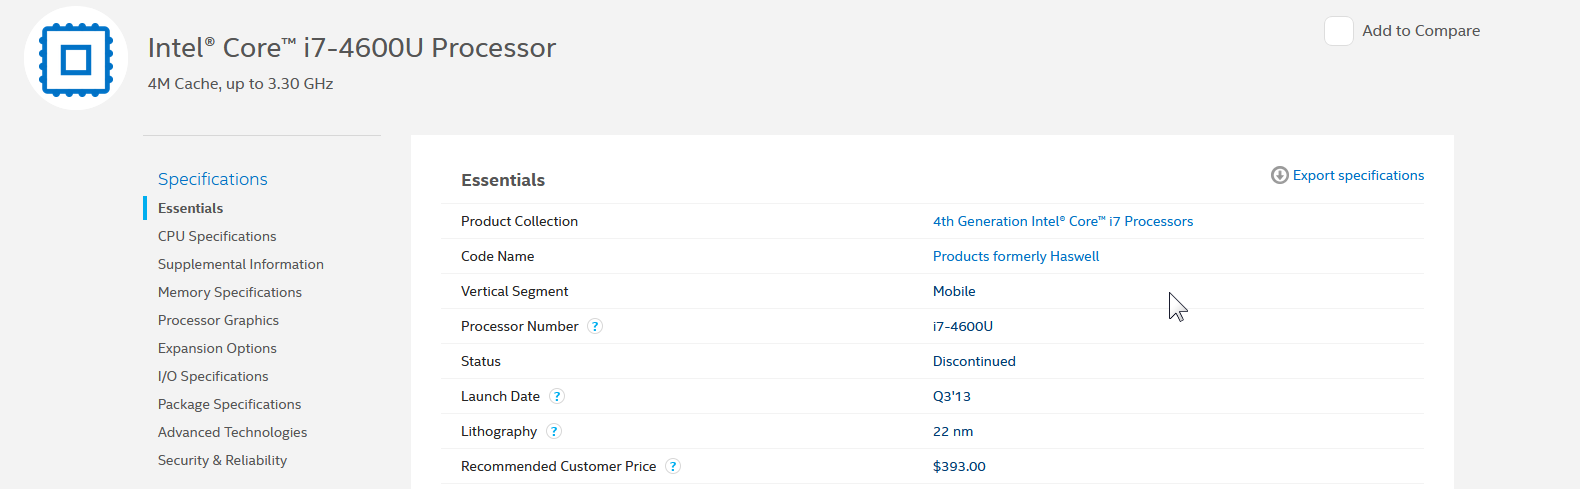 Intel® Core™ i7-4600U Processor
4M Cache, up to 3.30 GHz
Add to Compare
Specifications
Essentials
CPU Specifications
Supplemental Information
Memory Specifications
Processor Graphics
Expansion Options
I/O Specifications
Package Specifications
Advanced Technologies
Security & Reliability
Essentials
Export specifications
Product Collection 4th Generation Intel® Core™ i7 Processors
Code Name Products formerly Haswell
Vertical Segment Mobile
Processor Number ? i7-4600U
Status Discontinued
Launch Date ? Q3'13
Lithography ? 22 nm
Recommended Customer Price ? $393.00